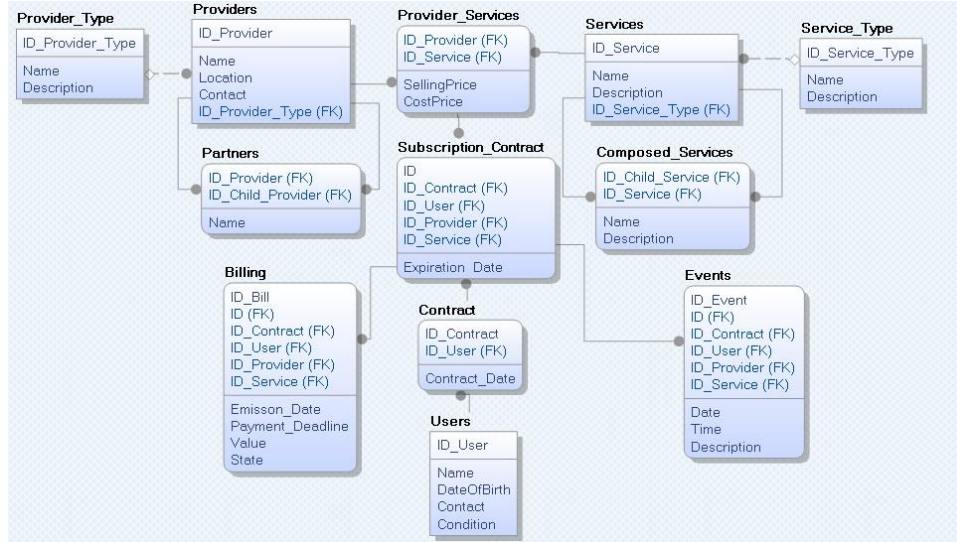 Provider_Type
ID_Provider_Type
Name
Description
Providers
ID_Provider
Name
Location
Contact
ID_Provider_Type (FK)
Provider_Services
ID_Provider (FK)
ID_Service (FK)
SellingPrice
CostPrice
Services
ID_Service
Name
Description
ID_Service_Type (FK)
Service_Type
ID_Service_Type
Name
Description
Partners
ID_Provider (FK)
ID_Child_Provider (FK)
Name
Subscription_Contract
ID
ID_Contract (FK)
ID_User (FK)
ID_Provider (FK)
ID_Service (FK)
Expiration_Date
Composed_Services
ID_Child_Service (FK)
ID_Service (FK)
Name
Description
Billing
ID_Bill
ID (FK)
ID_Contract (FK)
ID_User (FK)
ID_Provider (FK)
ID_Service (FK)
Emisson_Date
Payment_Deadline
Value
State
Contract
ID_Contract
ID_User (FK)
Contract_Date
Users
ID_User
Name
DateOfBirth
Contact
Condition
Events
ID_Event
ID (FK)
ID_Contract (FK)
ID_User (FK)
ID_Provider (FK)
ID_Service (FK)
Date
Time
Description